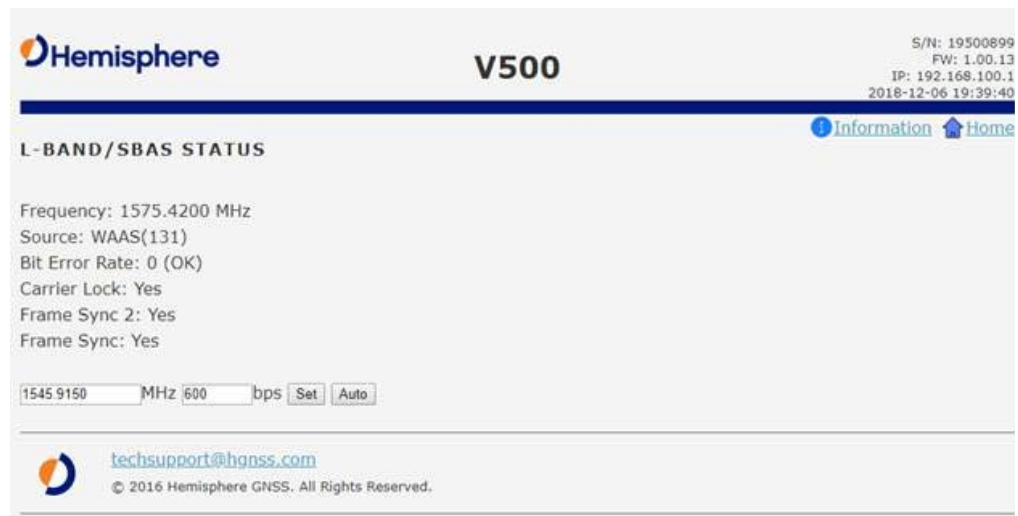 Hemisphere
V500
S/N: 19500899
FW: 1.00.13
IP: 192.168.100.1
2018-12-06 19:39:40
Information Home
L-BAND/SBAS STATUS
Frequency: 1575.4200 MHz
Source: WAAS(131)
Bit Error Rate: 0 (OK)
Carrier Lock: Yes
Frame Sync 2: Yes
Frame Sync: Yes
1545.9150 MHz 600 bps Set Auto
techsupport@hgnss.com
© 2016 Hemisphere GNSS. All Rights Reserved.